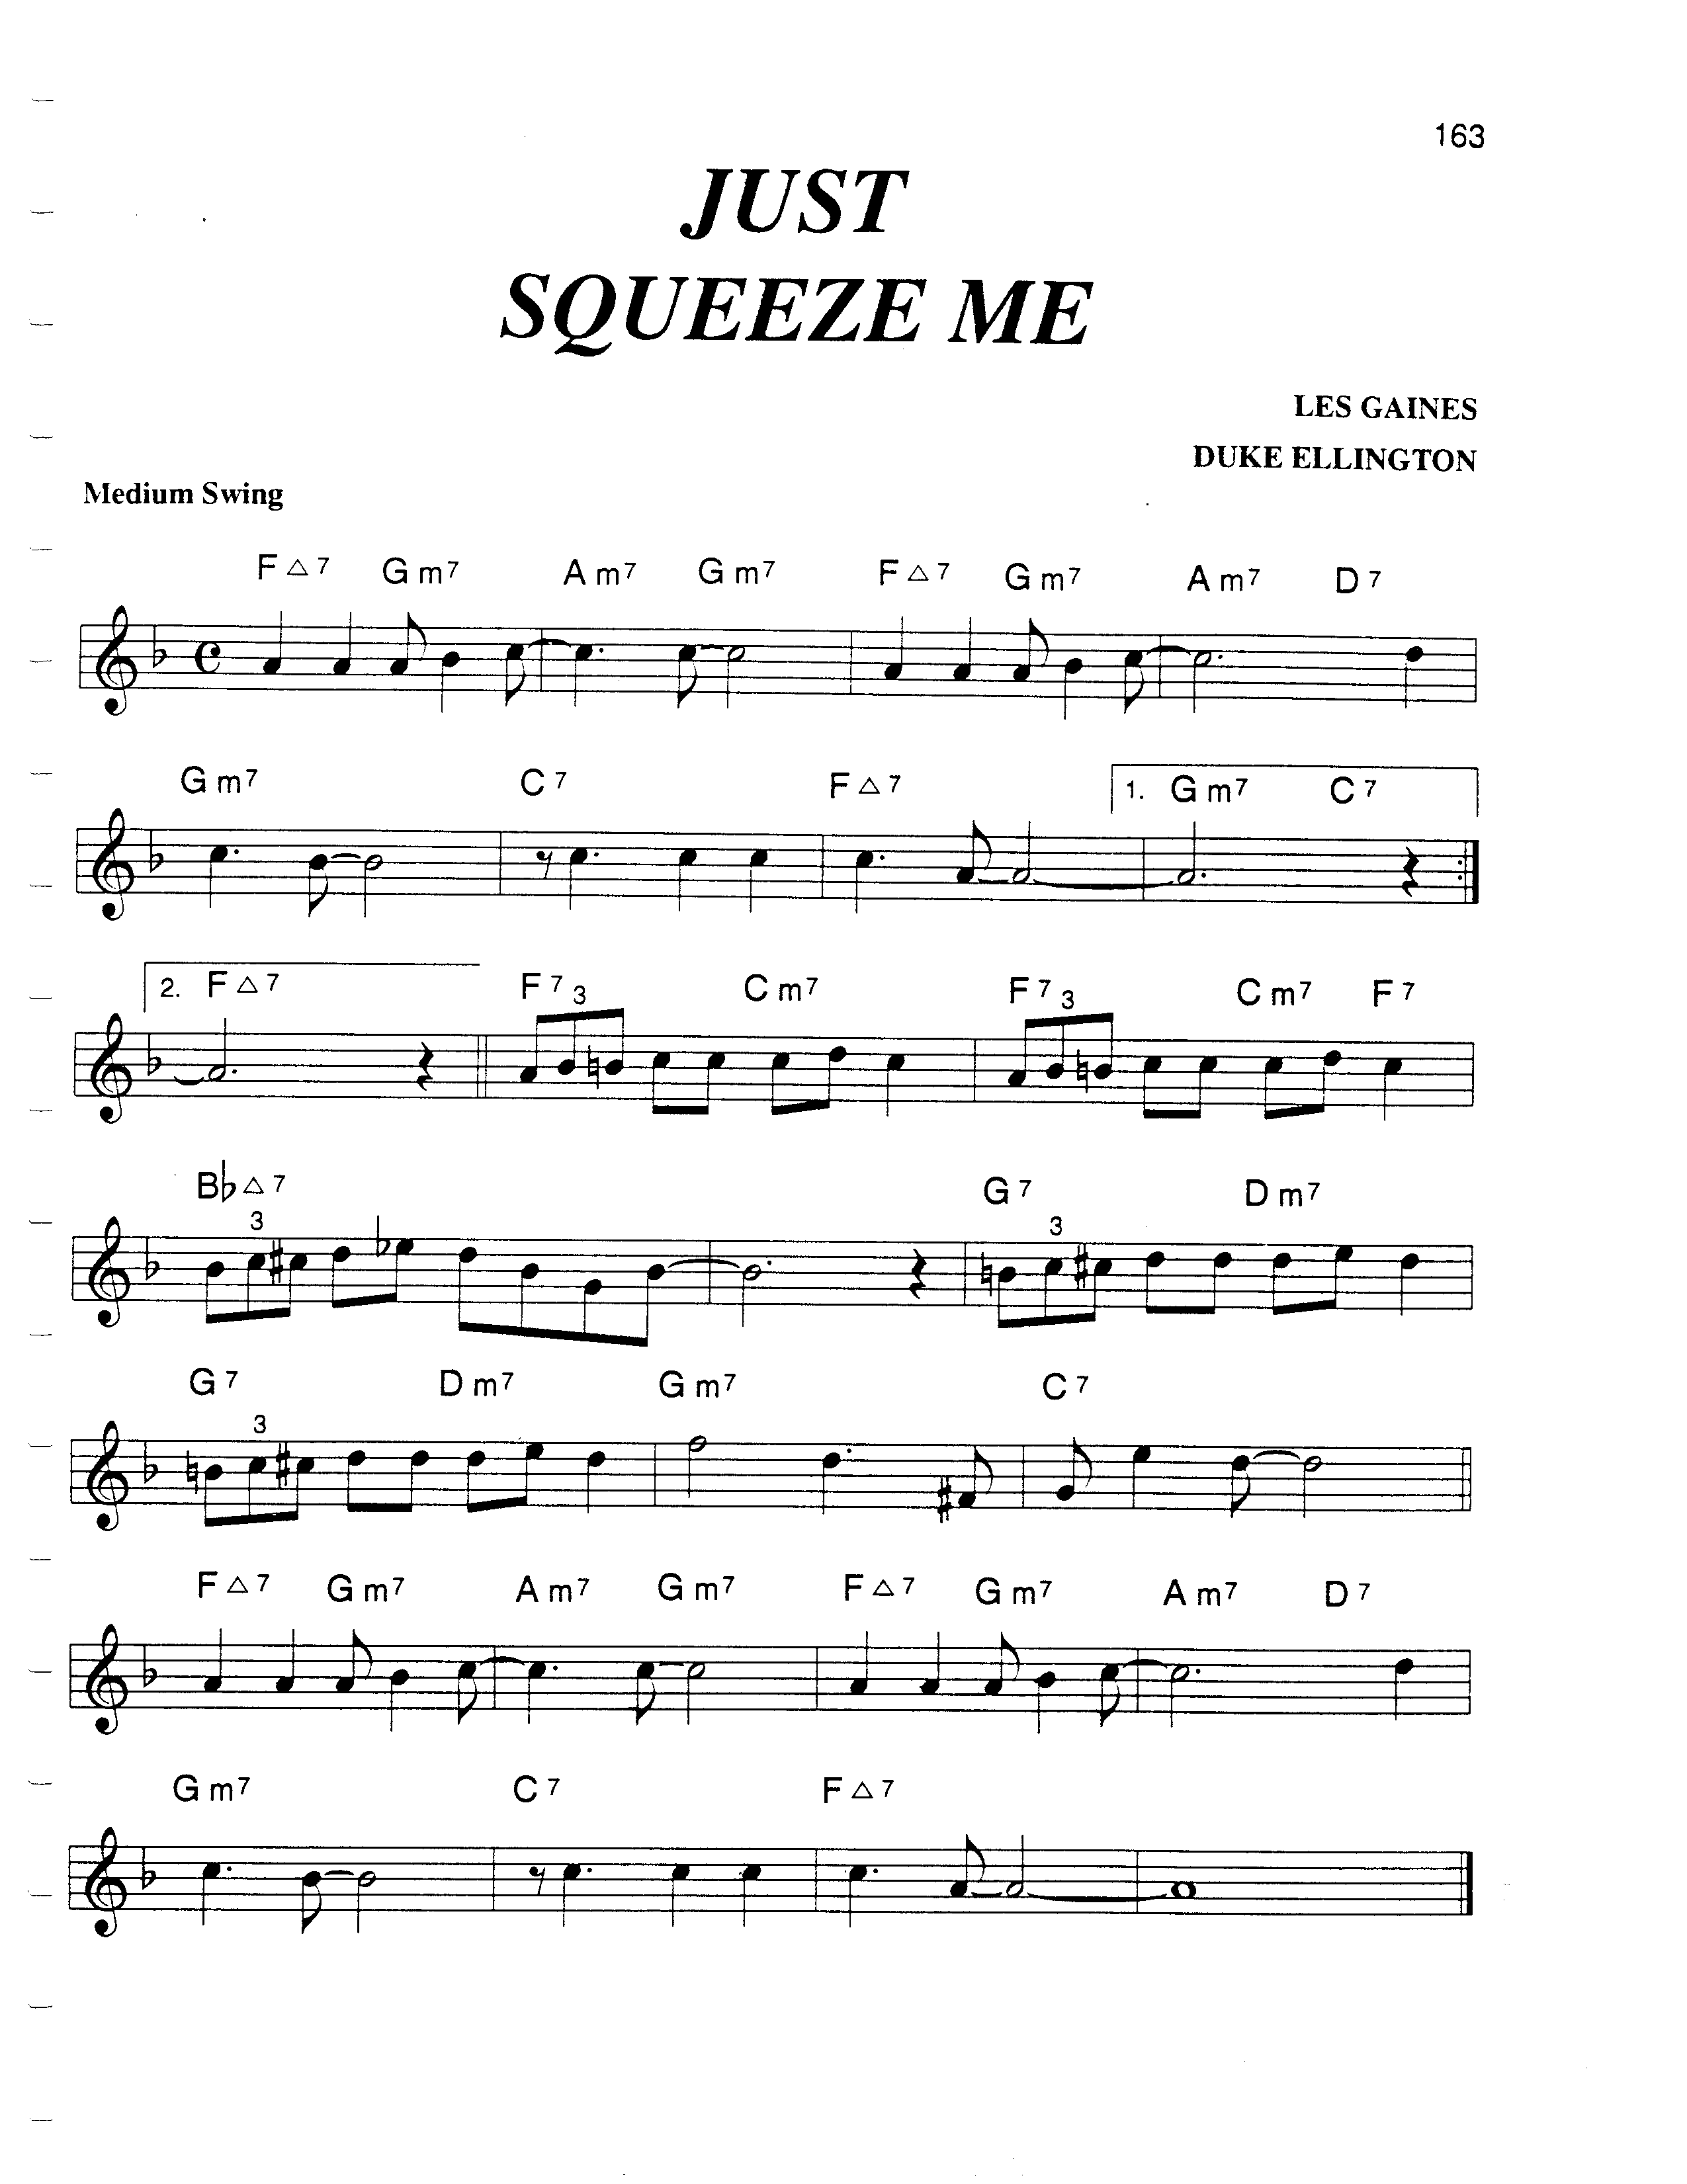 163
JUST
SQUEEZE ME
LES GAINES
DUKE ELLINGTON
Medium Swing
F△7 Gm7 Am7 Gm7 F△7 Gm7 Am7 D7
Gm7 C7 F△7 1. Gm7 C7
2. F△7 F7 3 Cm7 F7 3 Cm7 F7
B♭△7 3 G7 3 Dm7
G7 3 Dm7 Gm7 C7
F△7 Gm7 Am7 Gm7 F△7 Gm7 Am7 D7
Gm7 C7 F△7